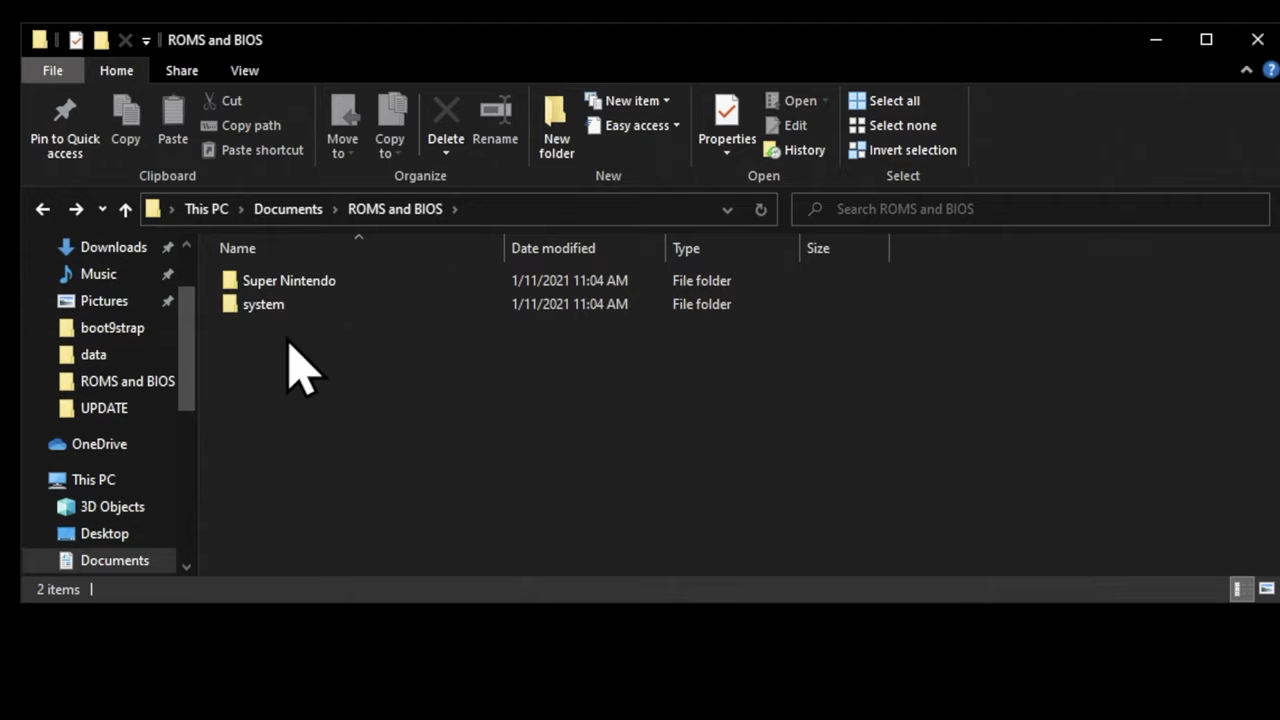 ROMS and BIOS
File Home Share View
Pin to Quick access
Copy
Paste
Cut
Copy path
Paste shortcut
Clipboard
Move to
Copy to
Delete
Rename
Organize
New folder
New item
Easy access
New
Properties
Open
Edit
History
Open
Select all
Select none
Invert selection
Select
This PC > Documents > ROMS and BIOS >
Search ROMS and BIOS
Name Date modified Type Size
Super Nintendo 1/11/2021 11:04 AM File folder
system 1/11/2021 11:04 AM File folder
Downloads
Music
Pictures
boot9strap
data
ROMS and BIOS
UPDATE
OneDrive
This PC
3D Objects
Desktop
Documents
2 items